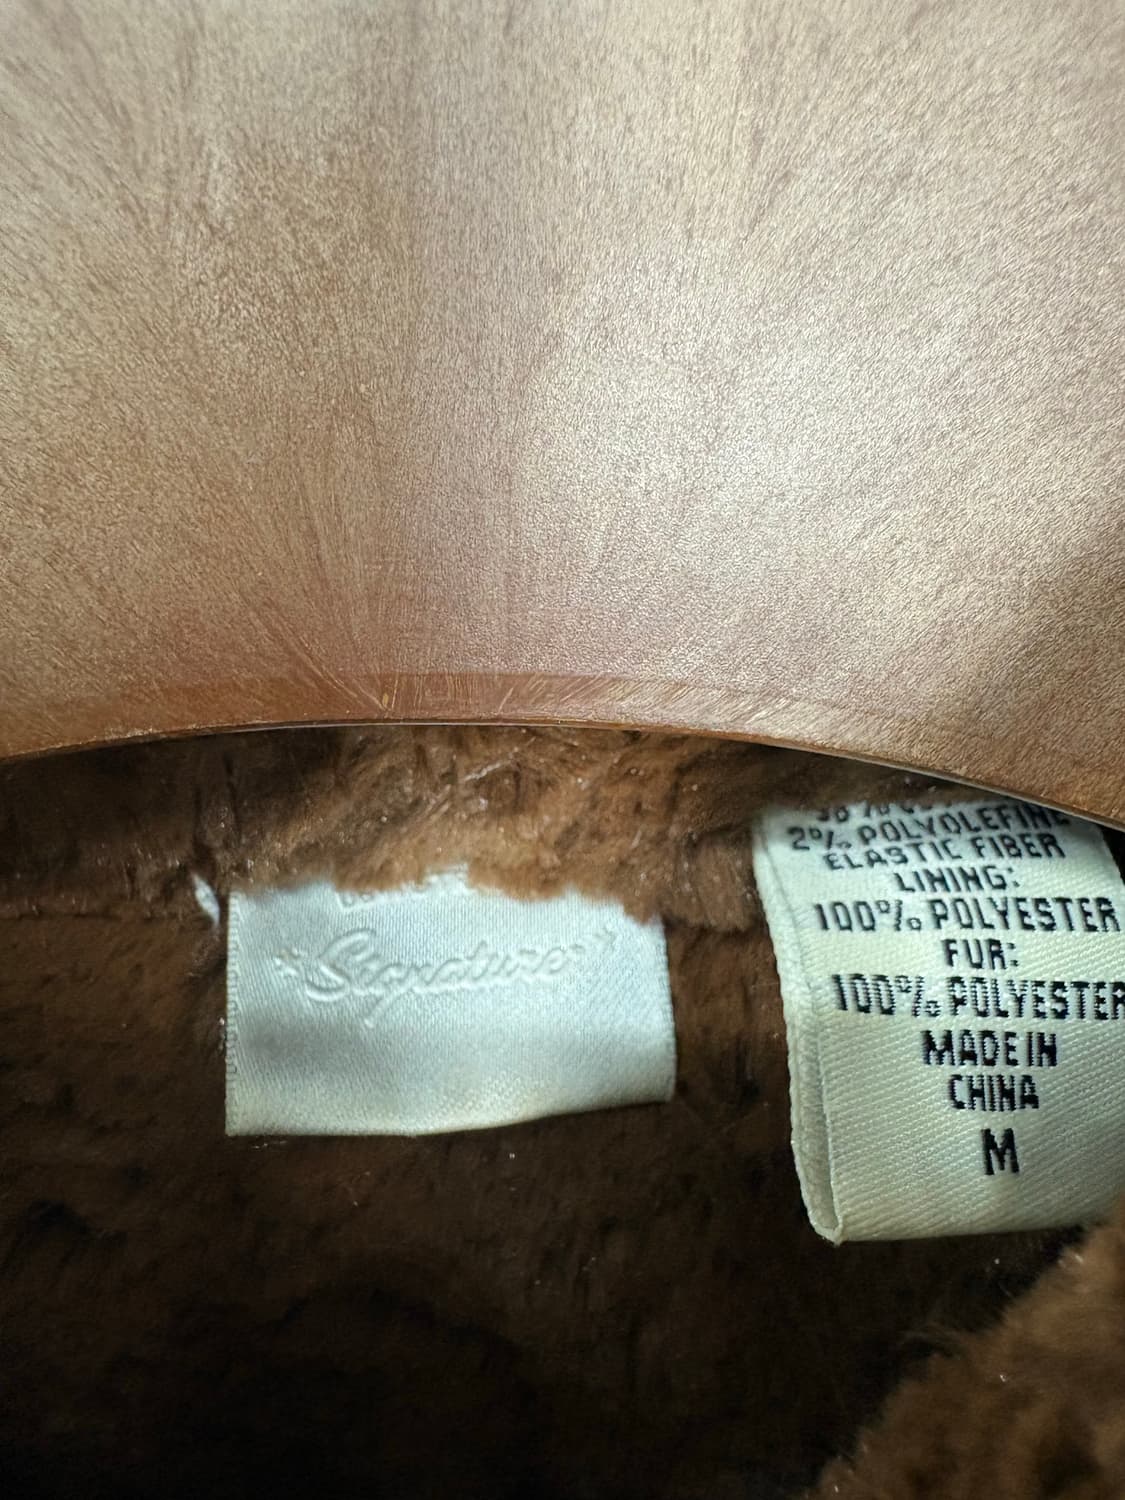 "Signature"
2% POLYOLEFINE
ELASTIC FIBER
LINING:
100% POLYESTER
FUR:
100% POLYESTER
MADE IN
CHINA
M